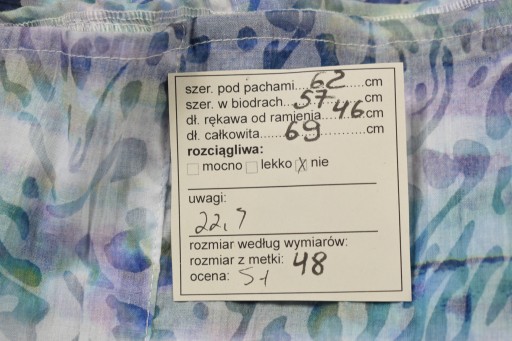 szer. pod pachami....62......cm
szer. w biodrach...57......cm
dł. rękawa od ramienia...46.cm
dł. całkowita......69..............cm
rozciągliwa:
mocno lekko x nie
uwagi:
22,7
rozmiar według wymiarów:
rozmiar z metki: 48
ocena: 5+